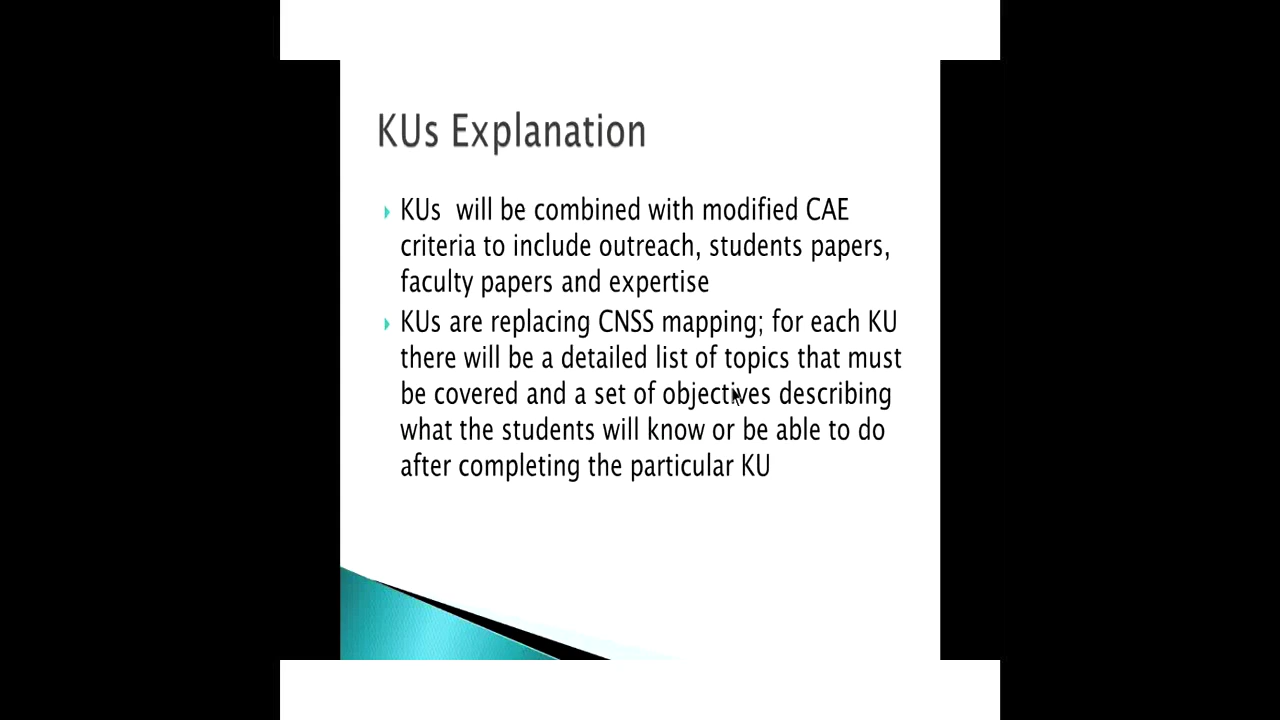 KUs Explanation
KUs will be combined with modified CAE
criteria to include outreach, students papers,
faculty papers and expertise
KUs are replacing CNSS mapping; for each KU
there will be a detailed list of topics that must
be covered and a set of objectives describing
what the students will know or be able to do
after completing the particular KU